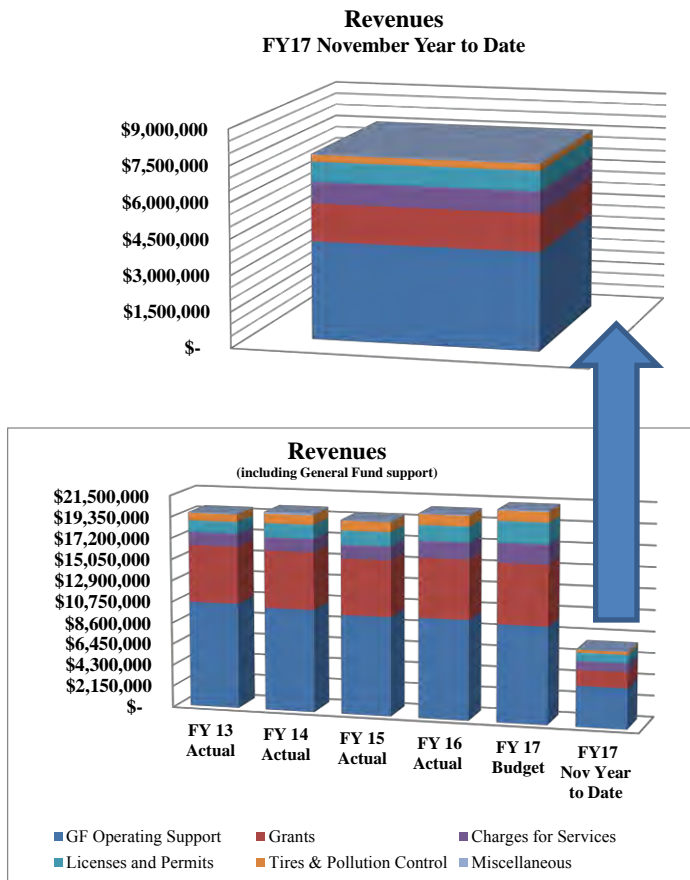 Revenues
FY17 November Year to Date
$9,000,000
$7,500,000
$6,000,000
$4,500,000
$3,000,000
$1,500,000
$-
Revenues
(including General Fund support)
$21,500,000
$19,350,000
$17,200,000
$15,050,000
$12,900,000
$10,750,000
$8,600,000
$6,450,000
$4,300,000
$2,150,000
$-
FY 13
Actual
FY 14
Actual
FY 15
Actual
FY 16
Actual
FY 17
Budget
FY17
Nov Year
to Date
GF Operating Support
Grants
Charges for Services
Licenses and Permits
Tires & Pollution Control
Miscellaneous